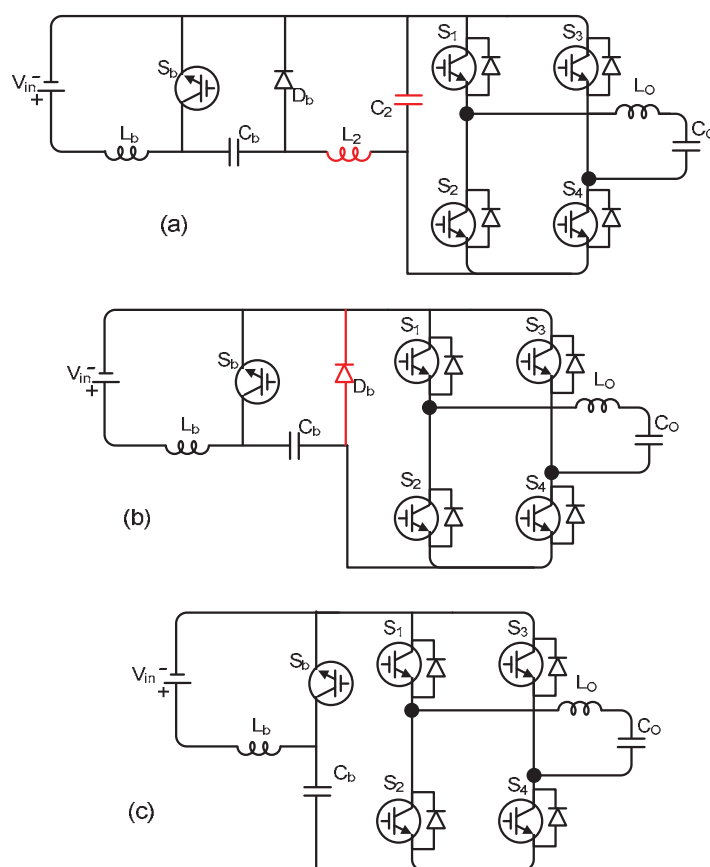 S1
S3
Vin
-
+
Sb
Db
C2
LO
CO
Lb
Cb
L2
S2
S4
(a)
S1
S3
Vin
-
+
Sb
Db
LO
CO
Lb
Cb
S2
S4
(b)
S1
S3
Vin
-
+
Sb
LO
CO
Lb
Cb
S2
S4
(c)